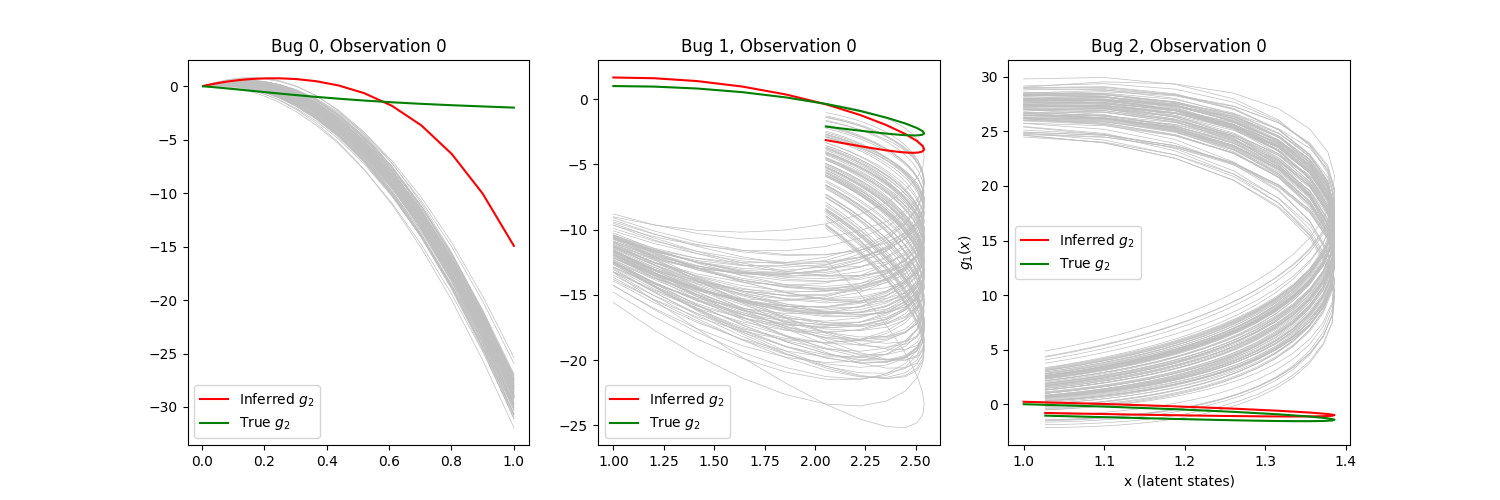 Bug 0, Observation 0
0
−5
−10
−15
−20
−25
−30
Inferred g₂
True g₂
0.0 0.2 0.4 0.6 0.8 1.0
Bug 1, Observation 0
0
−5
−10
−15
−20
−25
Inferred g₂
True g₂
1.00 1.25 1.50 1.75 2.00 2.25 2.50
Bug 2, Observation 0
g₁(x)
30
25
20
15
10
5
0
Inferred g₂
True g₂
1.0 1.1 1.2 1.3 1.4
x (latent states)